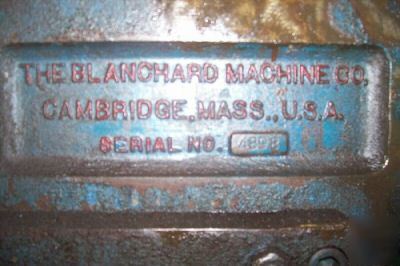 THE BLANCHARD MACHINE CO.
CAMBRIDGE, MASS., U.S.A.
SERIAL NO.